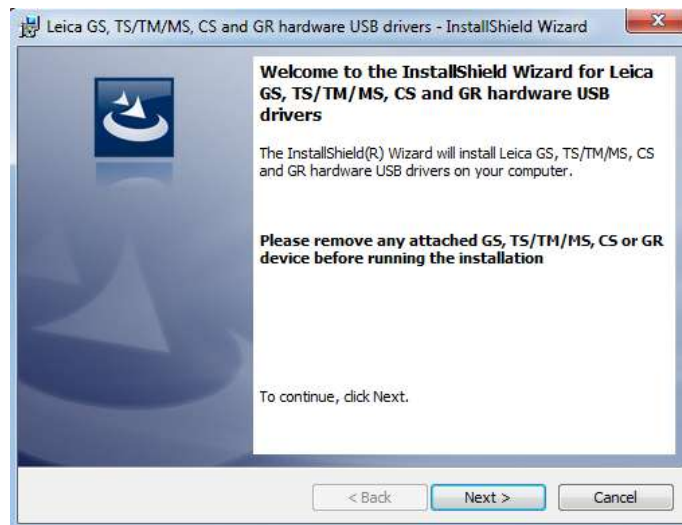 Leica GS, TS/TM/MS, CS and GR hardware USB drivers - InstallShield Wizard
Welcome to the InstallShield Wizard for Leica
GS, TS/TM/MS, CS and GR hardware USB
drivers
The InstallShield(R) Wizard will install Leica GS, TS/TM/MS, CS
and GR hardware USB drivers on your computer.
Please remove any attached GS, TS/TM/MS, CS or GR
device before running the installation
To continue, click Next.
< Back
Next >
Cancel